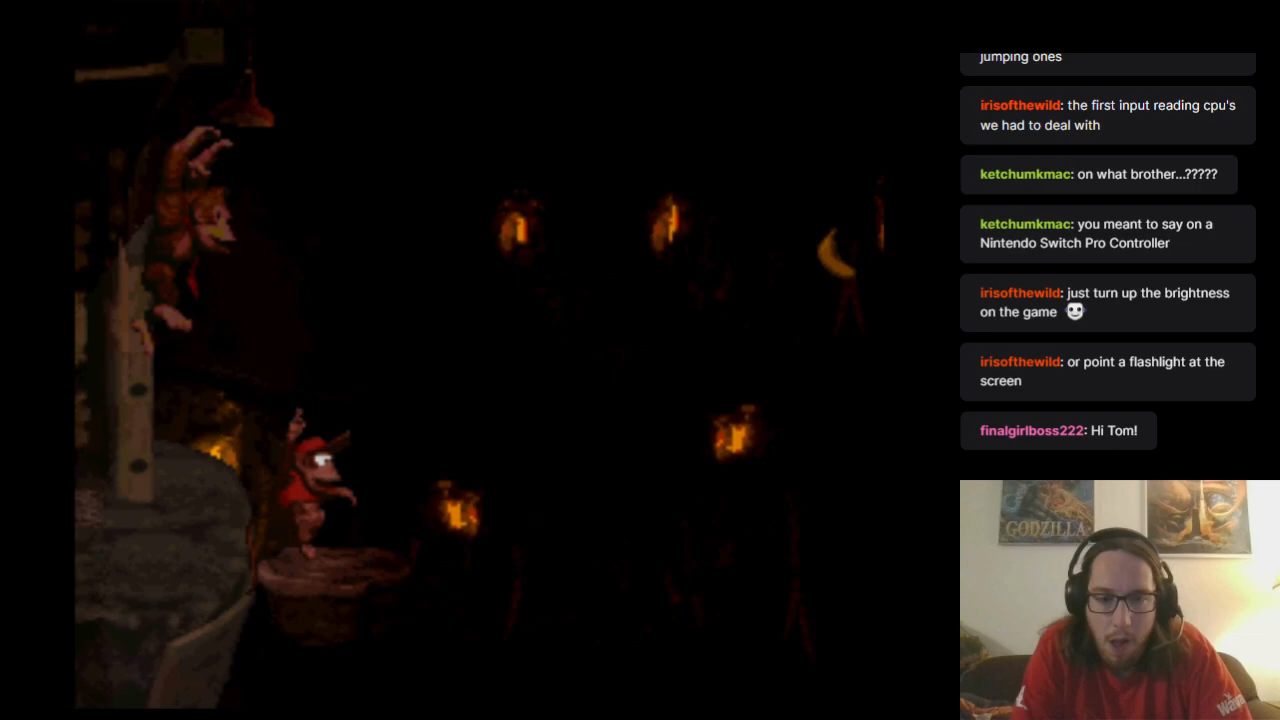 jumping ones
irisofthewild: the first input reading cpu's
we had to deal with
ketchumkmac: on what brother...?????
ketchumkmac: you meant to say on a
Nintendo Switch Pro Controller
irisofthewild: just turn up the brightness
on the game
irisofthewild: or point a flashlight at the
screen
finalgirlboss222: Hi Tom!
GODZILLA